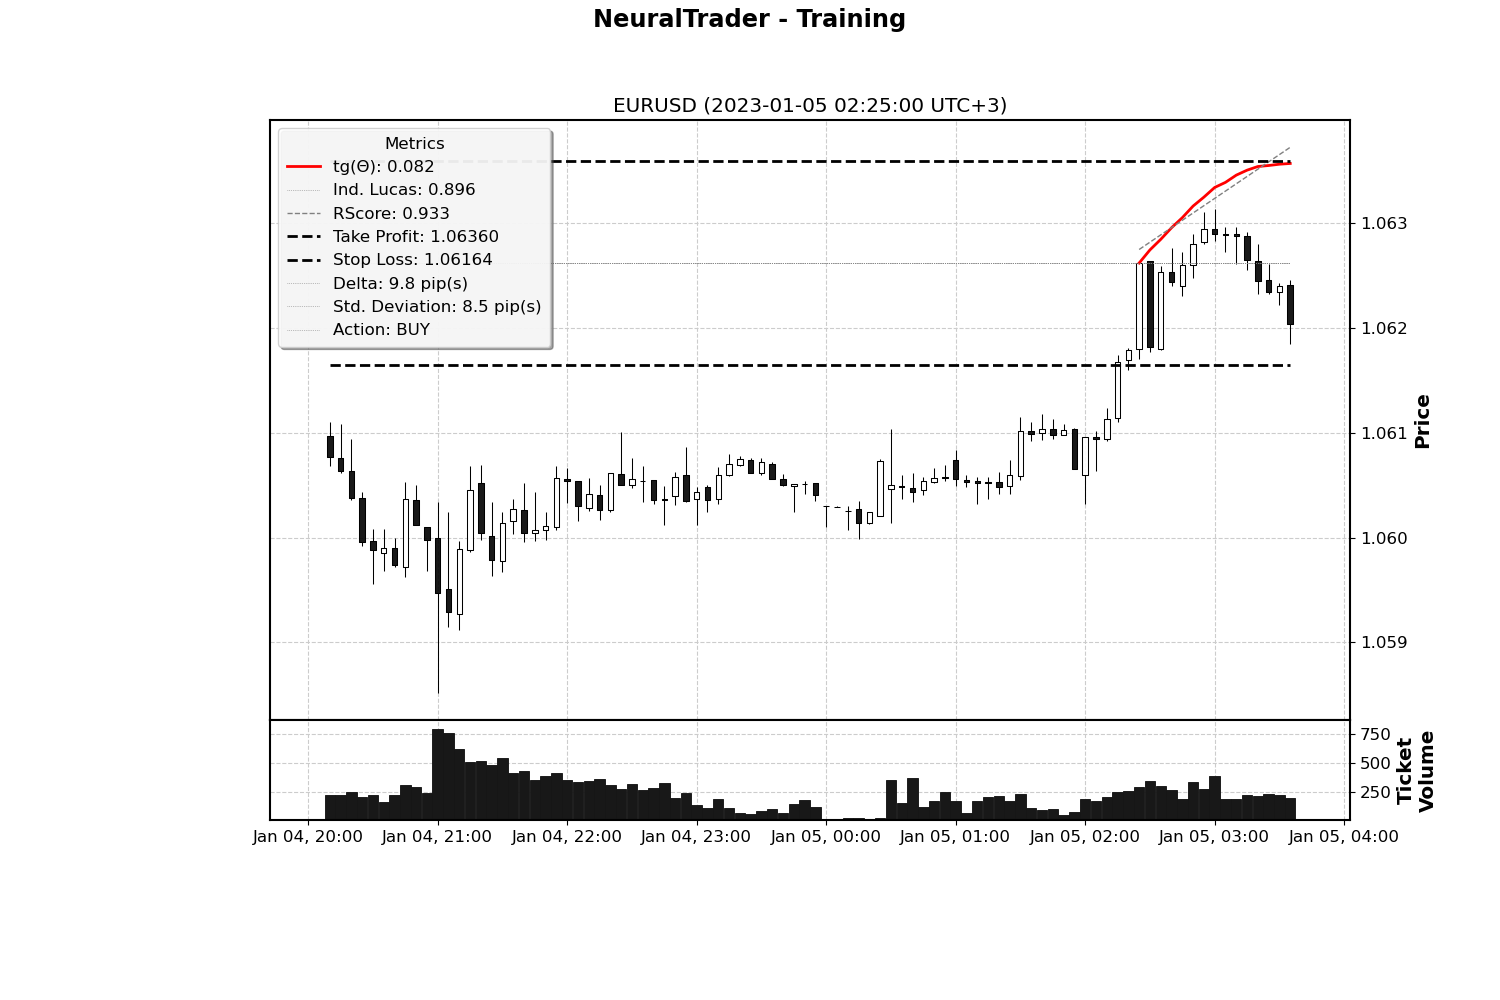 NeuralTrader - Training
EURUSD (2023-01-05 02:25:00 UTC+3)
Metrics
tg(Θ): 0.082
Ind. Lucas: 0.896
RScore: 0.933
Take Profit: 1.06360
Stop Loss: 1.06164
Delta: 9.8 pip(s)
Std. Deviation: 8.5 pip(s)
Action: BUY
1.063
1.062
1.061
1.060
1.059
Price
750
500
250
Ticket
Volume
Jan 04, 20:00
Jan 04, 21:00
Jan 04, 22:00
Jan 04, 23:00
Jan 05, 00:00
Jan 05, 01:00
Jan 05, 02:00
Jan 05, 03:00
Jan 05, 04:00